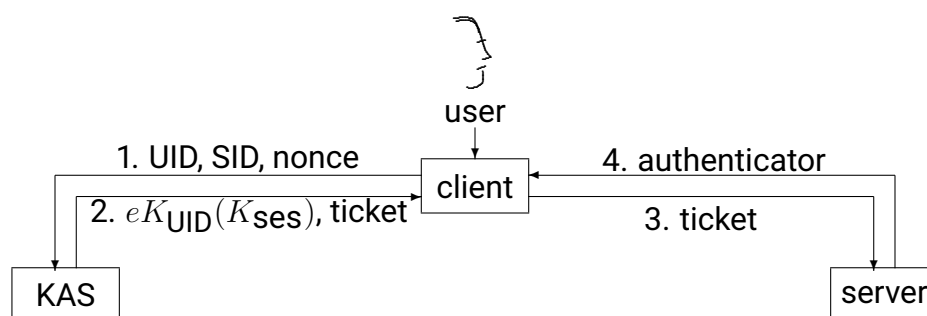 user
1. UID, SID, nonce
4. authenticator
client
2. eK_UID(K_ses), ticket
3. ticket
KAS
server